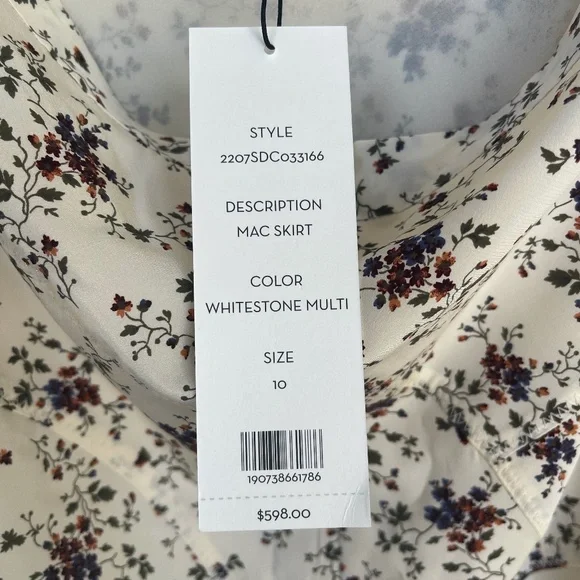 STYLE
2207SDC033166
DESCRIPTION
MAC SKIRT
COLOR
WHITESTONE MULTI
SIZE
10
190738661786
$598.00